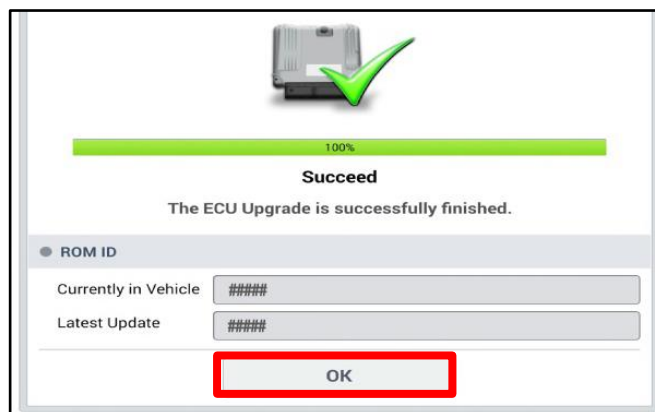 100%
Succeed
The ECU Upgrade is successfully finished.
ROM ID
Currently in Vehicle #####
Latest Update #####
OK